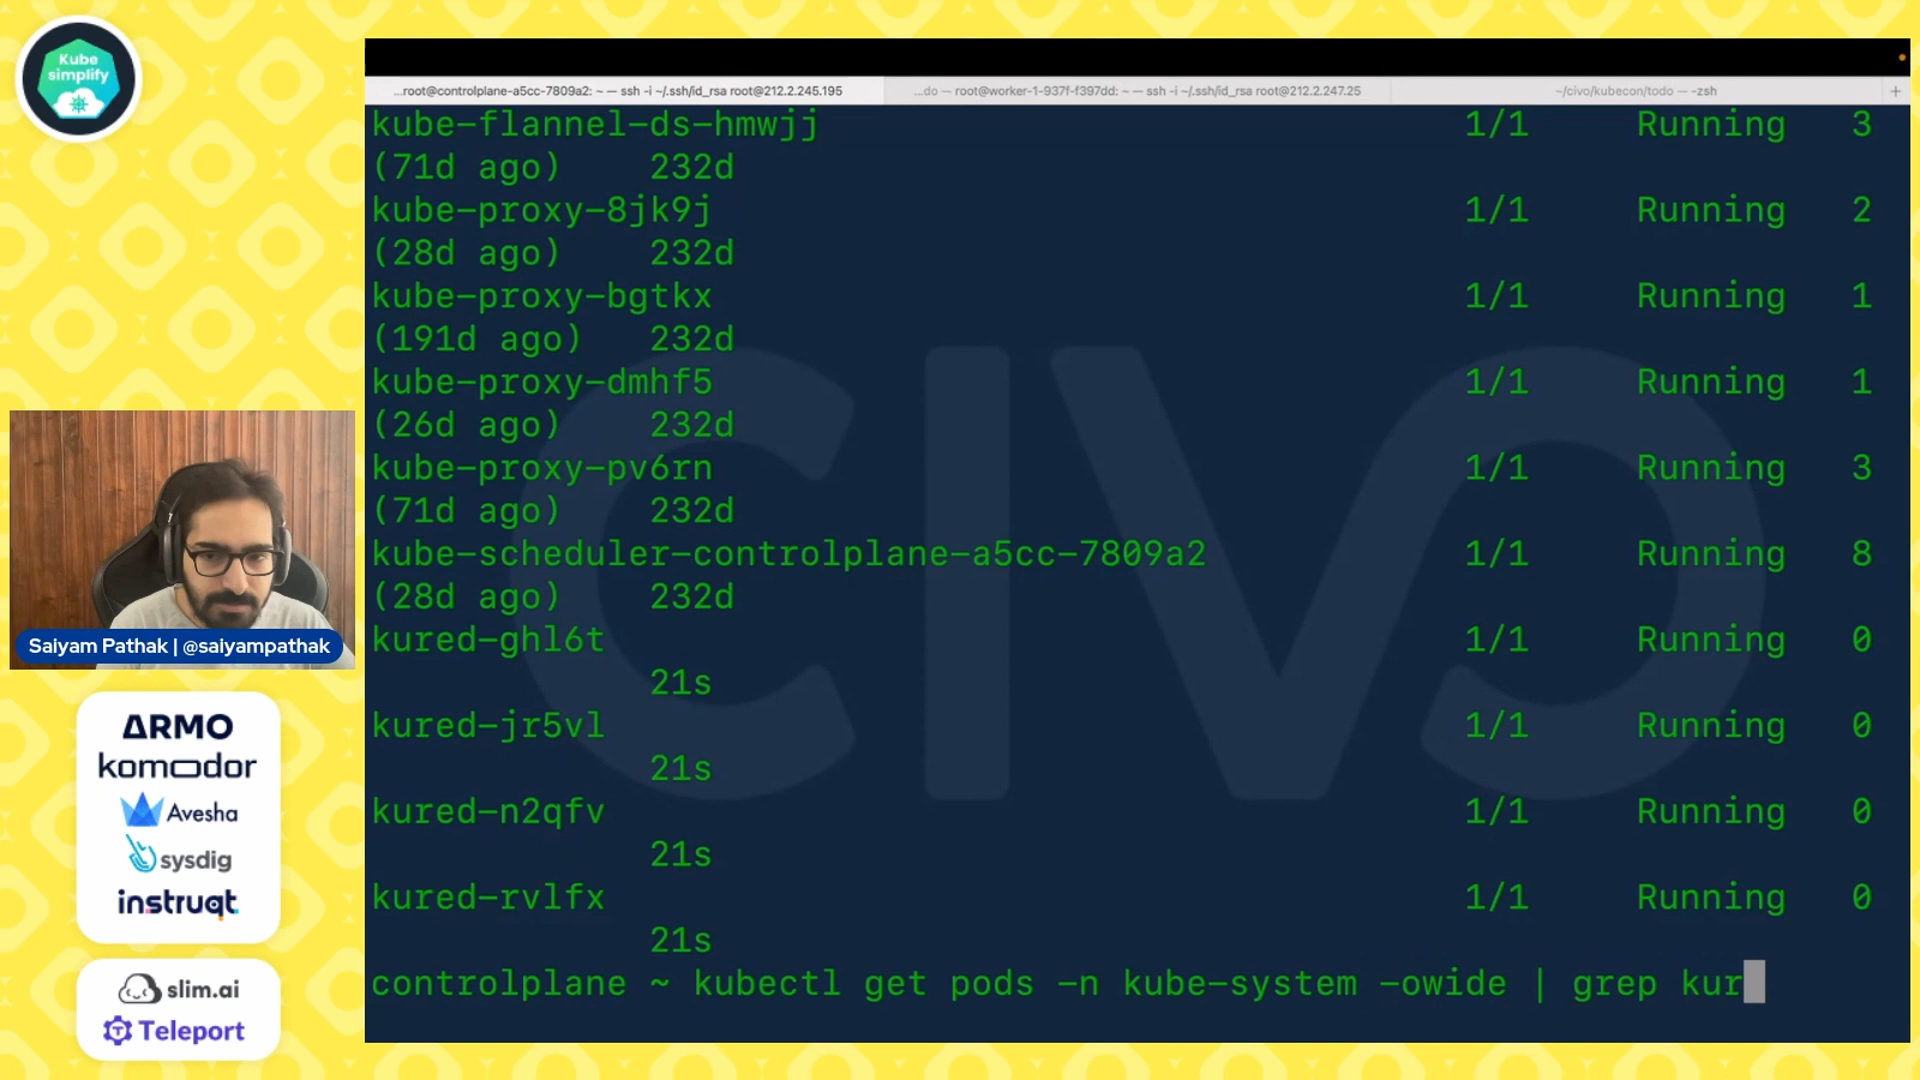 Kube
simplify
...root@controlplane-a5cc-7809a2: ~ — ssh -i ~/.ssh/id_rsa root@212.2.245.195
...do — root@worker-1-937f-f397dd: ~ — ssh -i ~/.ssh/id_rsa root@212.2.247.25
~/civo/kubecon/todo — -zsh
+
kube-flannel-ds-hmwjj 1/1 Running 3
(71d ago) 232d
kube-proxy-8jk9j 1/1 Running 2
(28d ago) 232d
kube-proxy-bgtkx 1/1 Running 1
(191d ago) 232d
kube-proxy-dmhf5 1/1 Running 1
(26d ago) 232d
kube-proxy-pv6rn 1/1 Running 3
(71d ago) 232d
kube-scheduler-controlplane-a5cc-7809a2 1/1 Running 8
(28d ago) 232d
kured-ghl6t 1/1 Running 0
21s
kured-jr5vl 1/1 Running 0
21s
kured-n2qfv 1/1 Running 0
21s
kured-rvlfx 1/1 Running 0
21s
controlplane ~ kubectl get pods -n kube-system -owide | grep kur
CIVO
Saiyam Pathak | @saiyampathak
ARMO
komodor
Avesha
sysdig
instruqt
slim.ai
Teleport